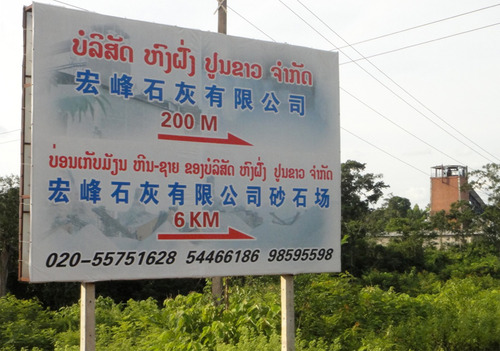 ບໍລິສັດ ຫົງຝົ່ງ ປູນຂາວ ຈຳກັດ
宏峰石灰有限公司
200 M
ບ່ອນເກັບມ້ຽນ ຫີນ-ຊາຍ ຂອງບໍລິສັດ ຫົງຝົ່ງ ປູນຂາວ ຈຳກັດ
宏峰石灰有限公司砂石场
6 KM
020-55751628 54466186 98595598